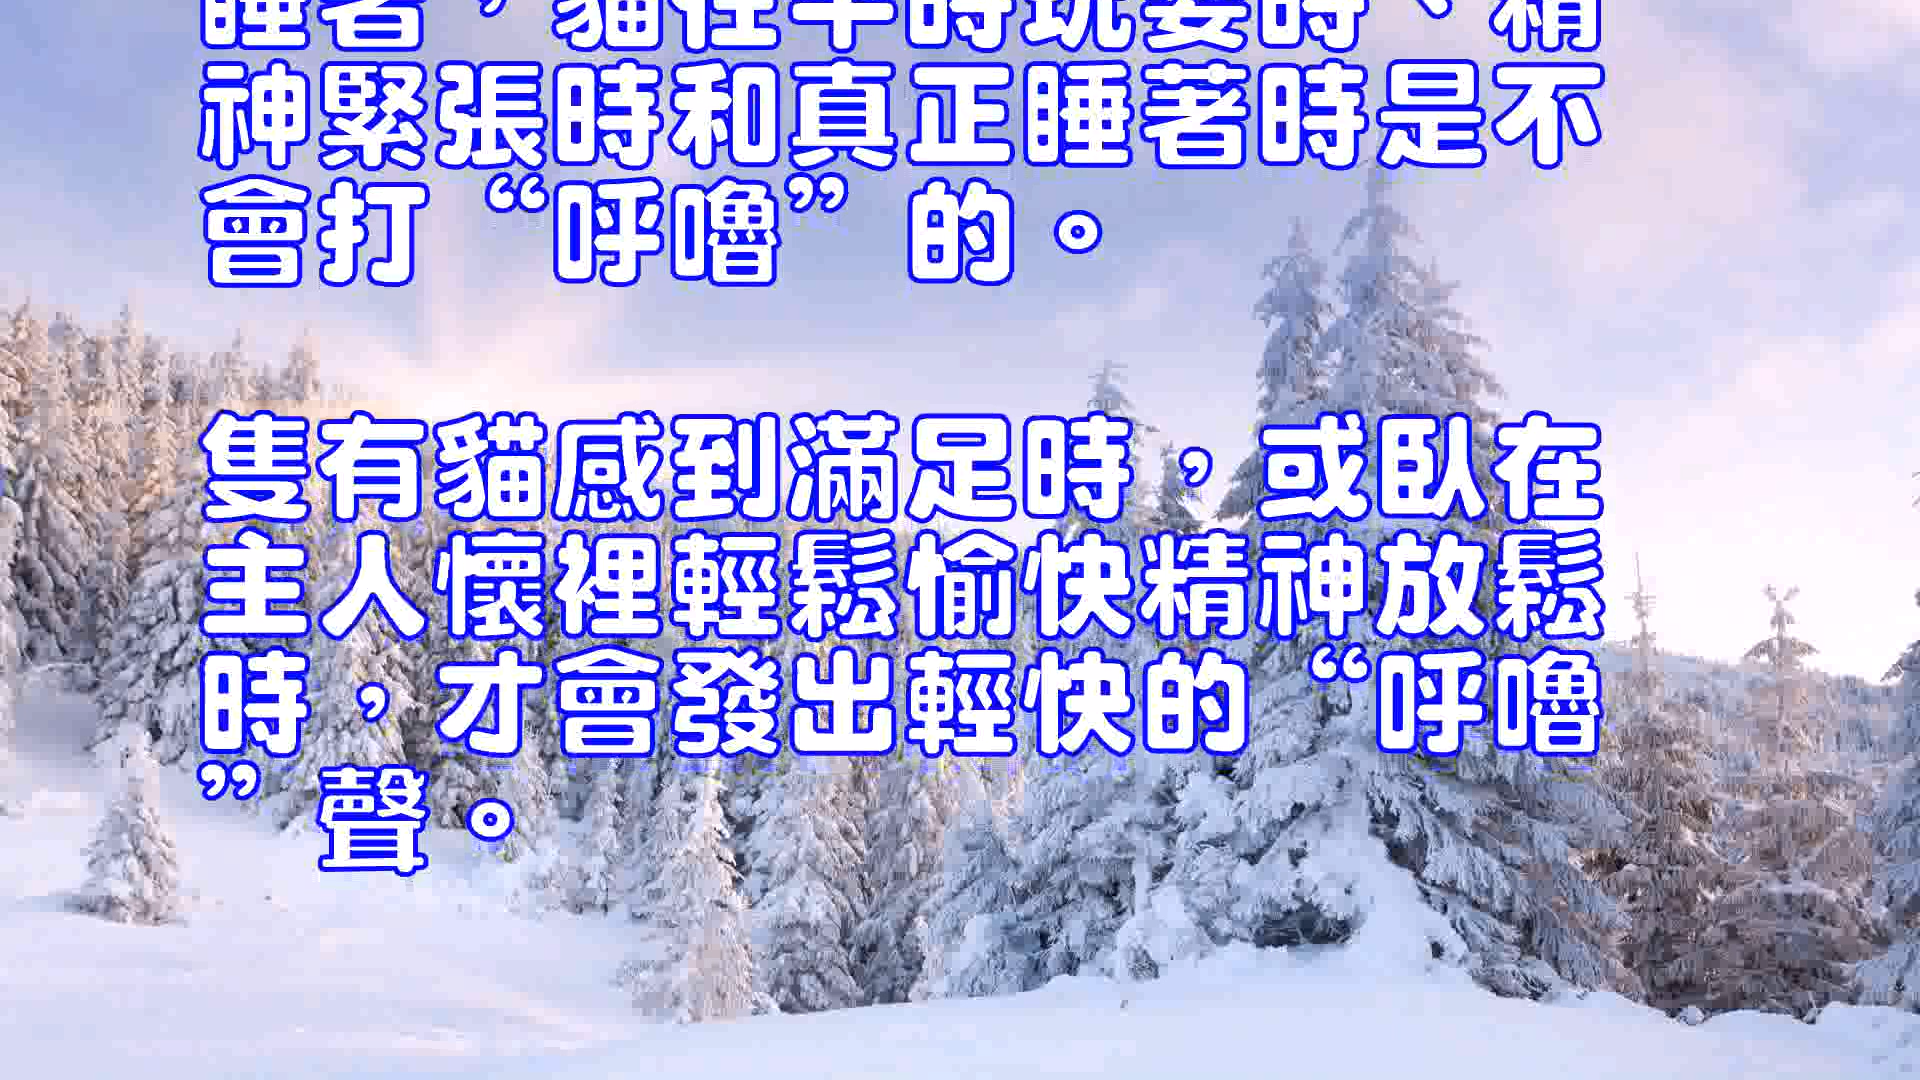 睡著，貓在平時玩耍時、精
神緊張時和真正睡著時是不
會打“呼嚕”的。
隻有貓感到滿足時，或臥在
主人懷裡輕鬆愉快精神放鬆
時，才會發出輕快的“呼嚕
”聲。